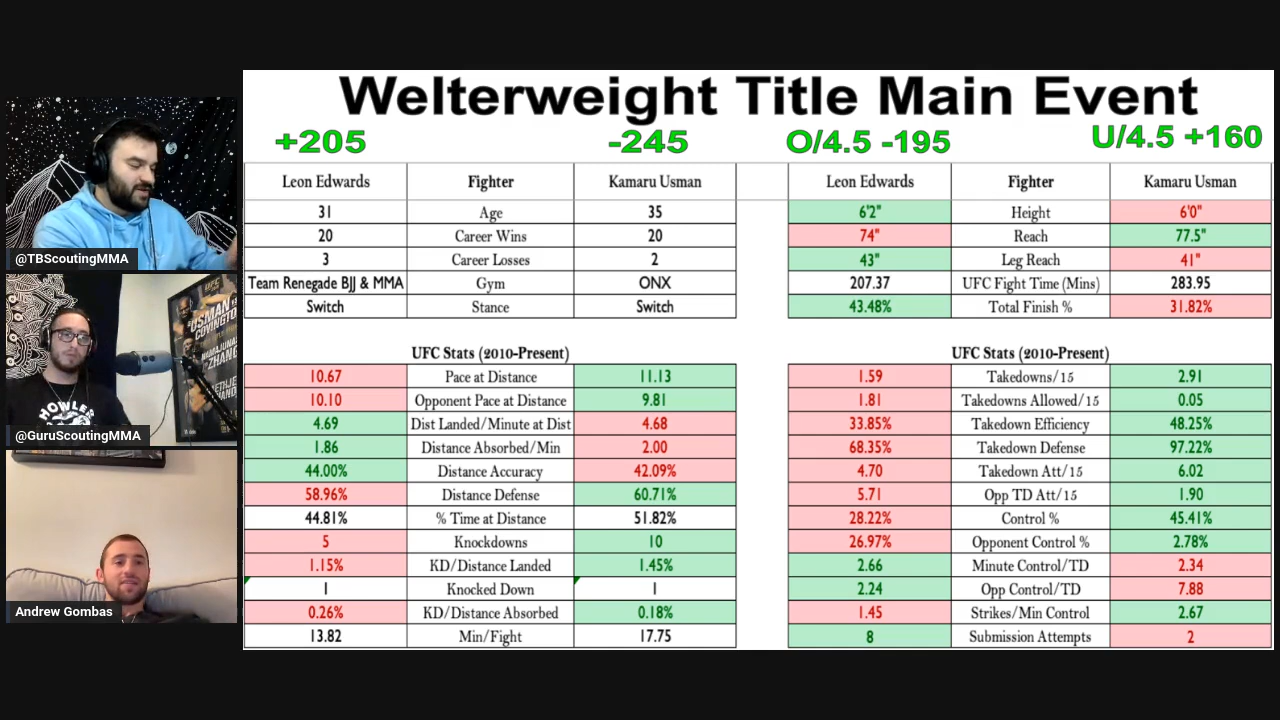 Welterweight Title Main Event
+205 -245 O/4.5 -195 U/4.5 +160
Leon Edwards Fighter Kamaru Usman
31 Age 35
20 Career Wins 20
3 Career Losses 2
Team Renegade BJJ & MMA Gym ONX
Switch Stance Switch
Leon Edwards Fighter Kamaru Usman
6'2" Height 6'0"
74" Reach 77.5"
43" Leg Reach 41"
207.37 UFC Fight Time (Mins) 283.95
43.48% Total Finish % 31.82%
UFC Stats (2010-Present)
10.67 Pace at Distance 11.13
10.10 Opponent Pace at Distance 9.81
4.69 Dist Landed/Minute at Dist 4.68
1.86 Distance Absorbed/Min 2.00
44.00% Distance Accuracy 42.09%
58.96% Distance Defense 60.71%
44.81% % Time at Distance 51.82%
5 Knockdowns 10
1.15% KD/Distance Landed 1.45%
1 Knocked Down 1
0.26% KD/Distance Absorbed 0.18%
13.82 Min/Fight 17.75
UFC Stats (2010-Present)
1.59 Takedowns/15 2.91
1.81 Takedowns Allowed/15 0.05
33.85% Takedown Efficiency 48.25%
68.35% Takedown Defense 97.22%
4.70 Takedown Att/15 6.02
5.71 Opp TD Att/15 1.90
28.22% Control % 45.41%
26.97% Opponent Control % 2.78%
2.66 Minute Control/TD 2.34
2.24 Opp Control/TD 7.88
1.45 Strikes/Min Control 2.67
8 Submission Attempts 2
@TBScoutingMMA
USMAN
COVINGTO
ZHANG
@GuruScoutingMMA
Andrew Gombas